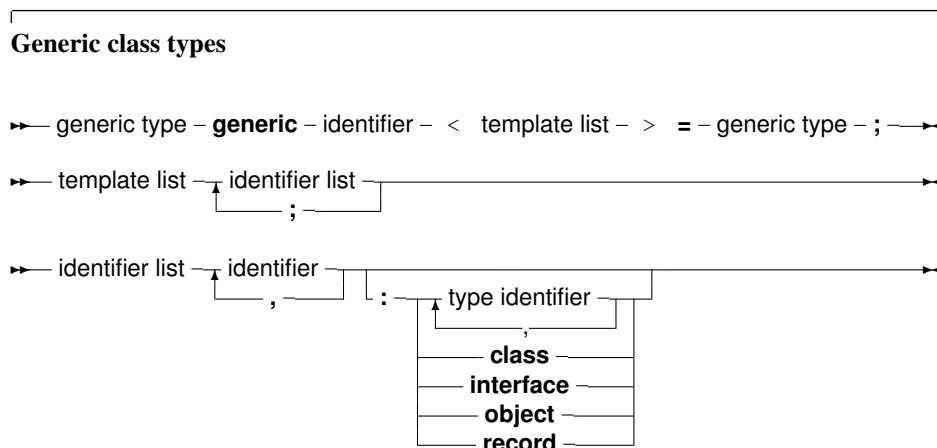 Generic class types
generic type generic identifier < template list > = generic type ;
template list identifier list
;
identifier list identifier
, : type identifier
,
class
interface
object
record